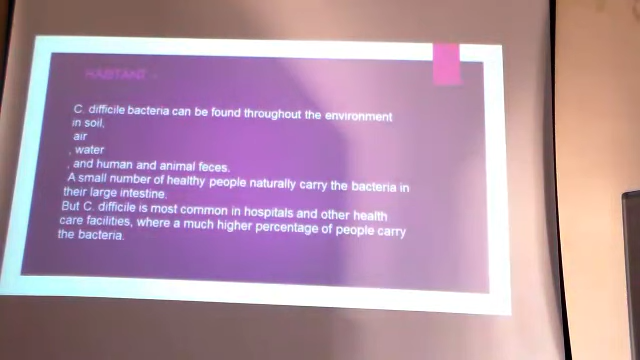 HABITANT -
C. difficile bacteria can be found throughout the environment
in soil,
air
, water
, and human and animal feces.
A small number of healthy people naturally carry the bacteria in
their large intestine.
But C. difficile is most common in hospitals and other health
care facilities, where a much higher percentage of people carry
the bacteria.